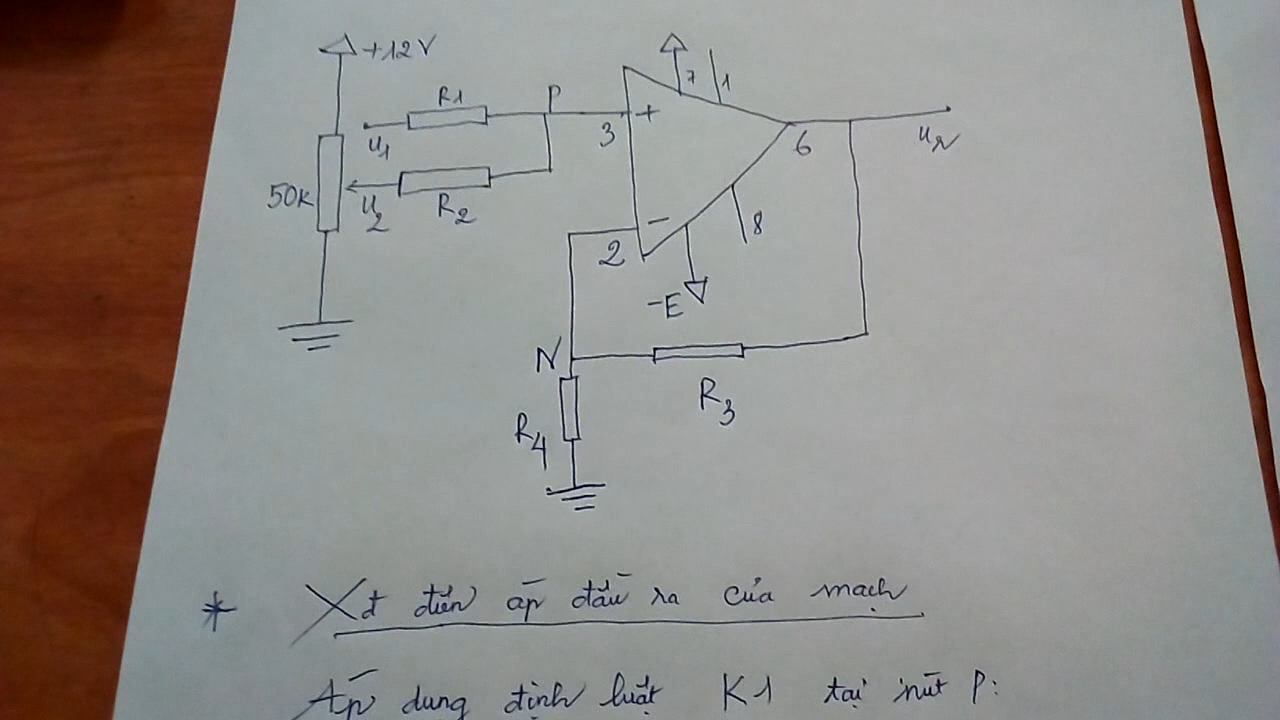 +12V
R1
P
7
1
U1
3
+
6
Ur
50K
U2
R2
2
-
8
-E
N
R3
R4
* Xđ điện áp đầu ra của mạch
Áp dụng định luật K1 tại nút P: